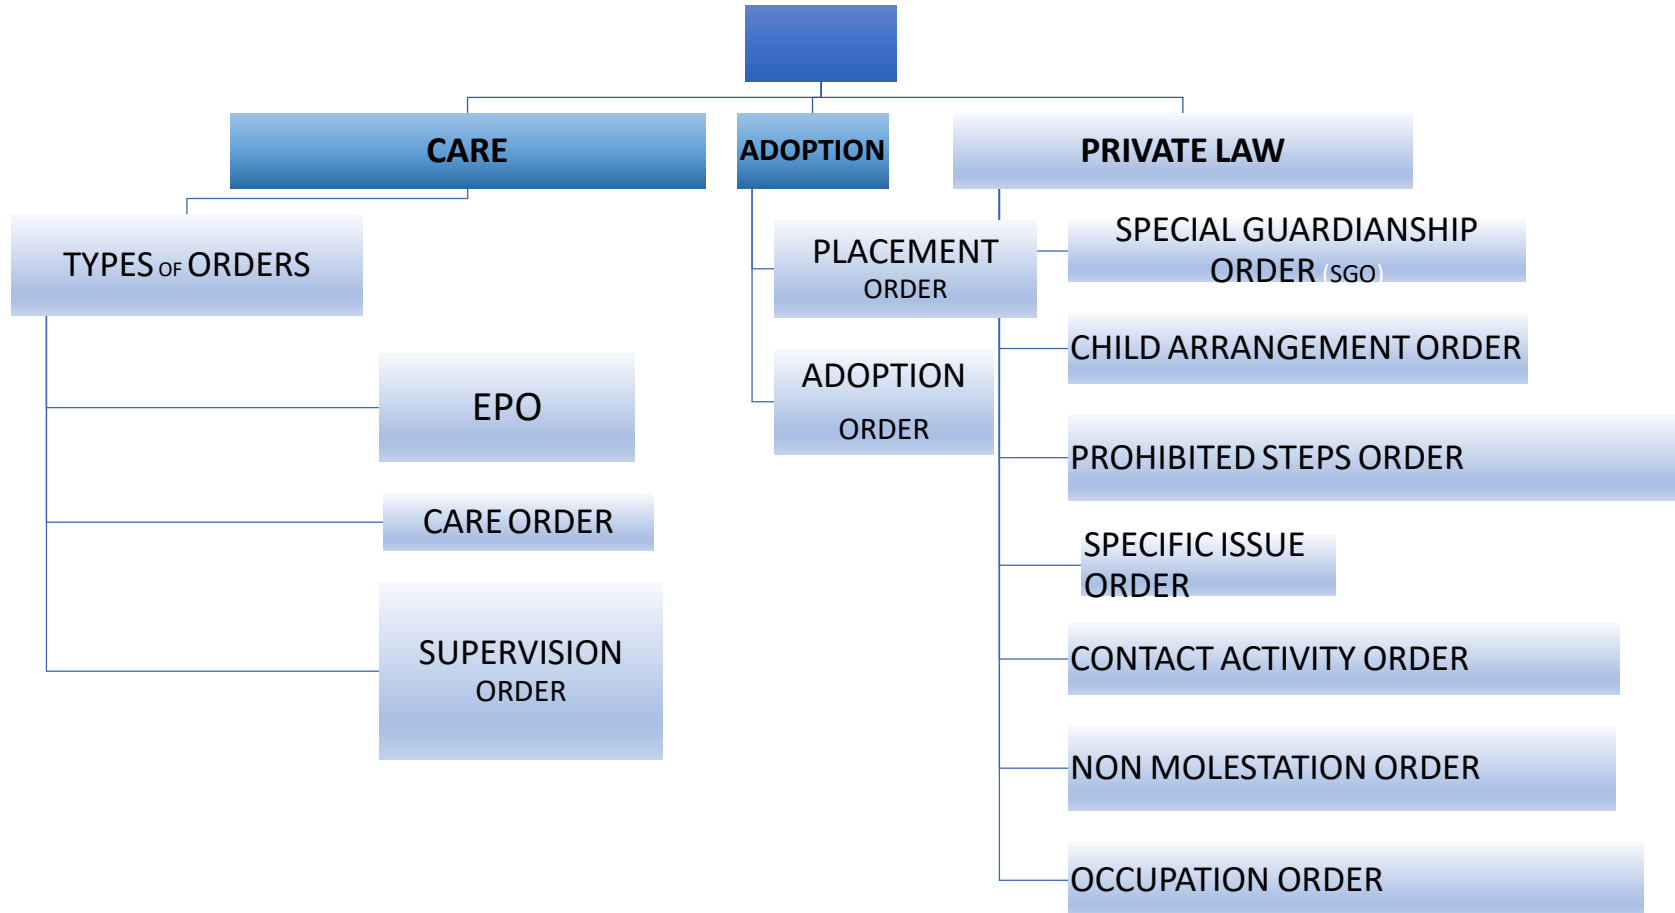 CARE
TYPES OF ORDERS
EPO
CARE ORDER
SUPERVISION
ORDER
ADOPTION
PLACEMENT
ORDER
ADOPTION
ORDER
PRIVATE LAW
SPECIAL GUARDIANSHIP
ORDER (SGO)
CHILD ARRANGEMENT ORDER
PROHIBITED STEPS ORDER
SPECIFIC ISSUE
ORDER
CONTACT ACTIVITY ORDER
NON MOLESTATION ORDER
OCCUPATION ORDER